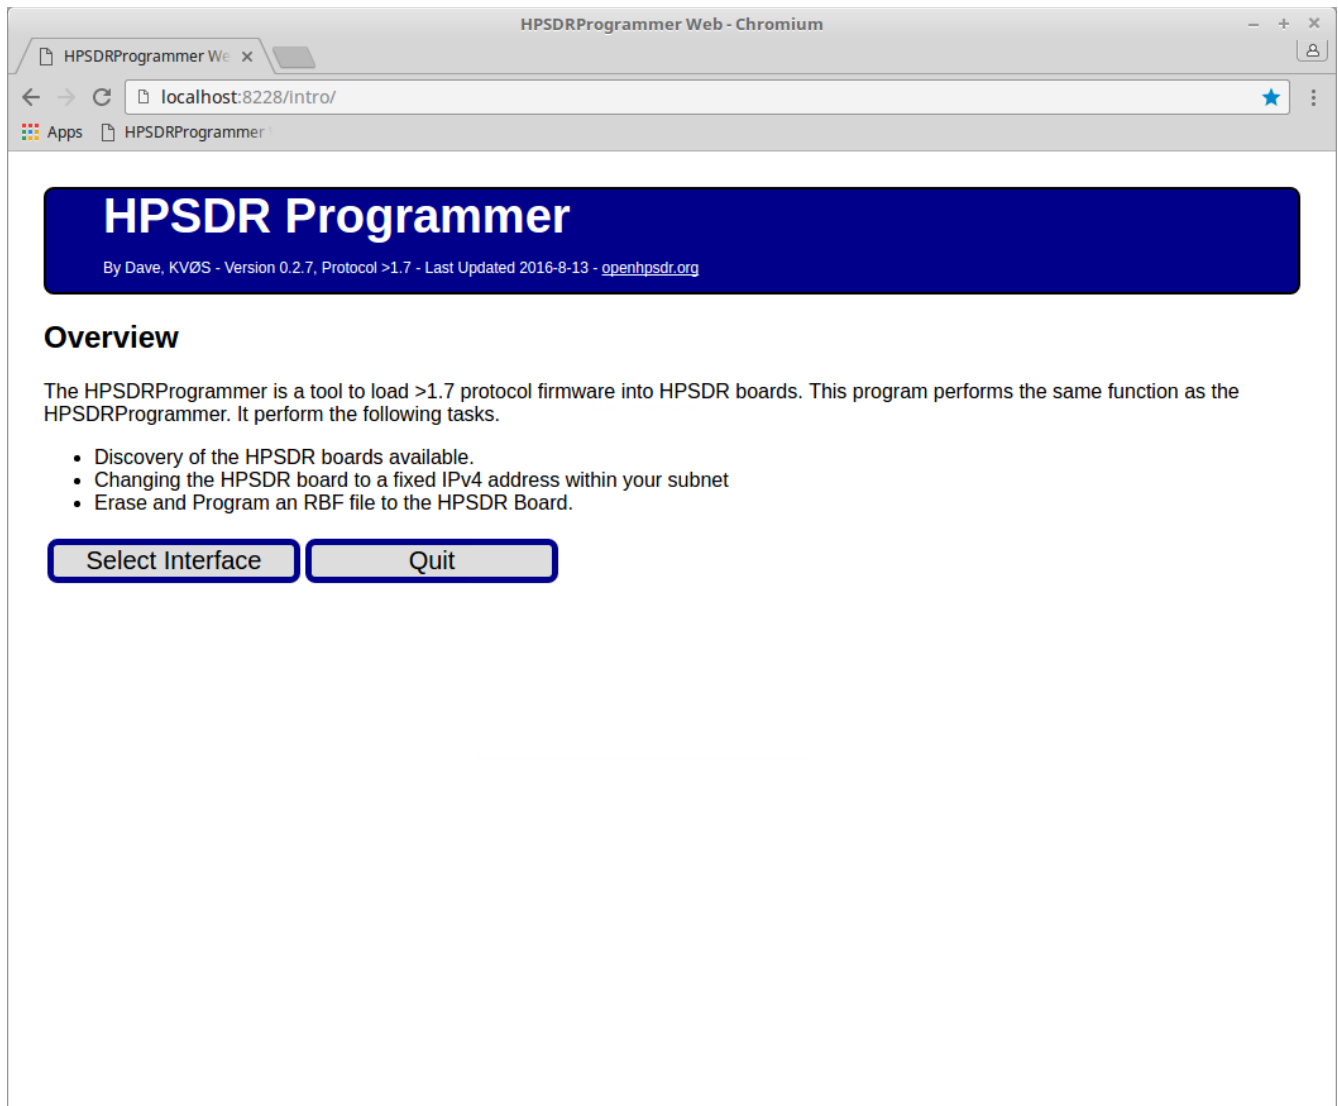 HPSDRProgrammer Web - Chromium
HPSDRProgrammer We
localhost:8228/intro/
Apps HPSDRProgrammer
HPSDR Programmer
By Dave, KVØS - Version 0.2.7, Protocol >1.7 - Last Updated 2016-8-13 - openhpsdr.org
Overview
The HPSDRProgrammer is a tool to load >1.7 protocol firmware into HPSDR boards. This program performs the same function as the
HPSDRProgrammer. It perform the following tasks.
• Discovery of the HPSDR boards available.
• Changing the HPSDR board to a fixed IPv4 address within your subnet
• Erase and Program an RBF file to the HPSDR Board.
Select Interface Quit